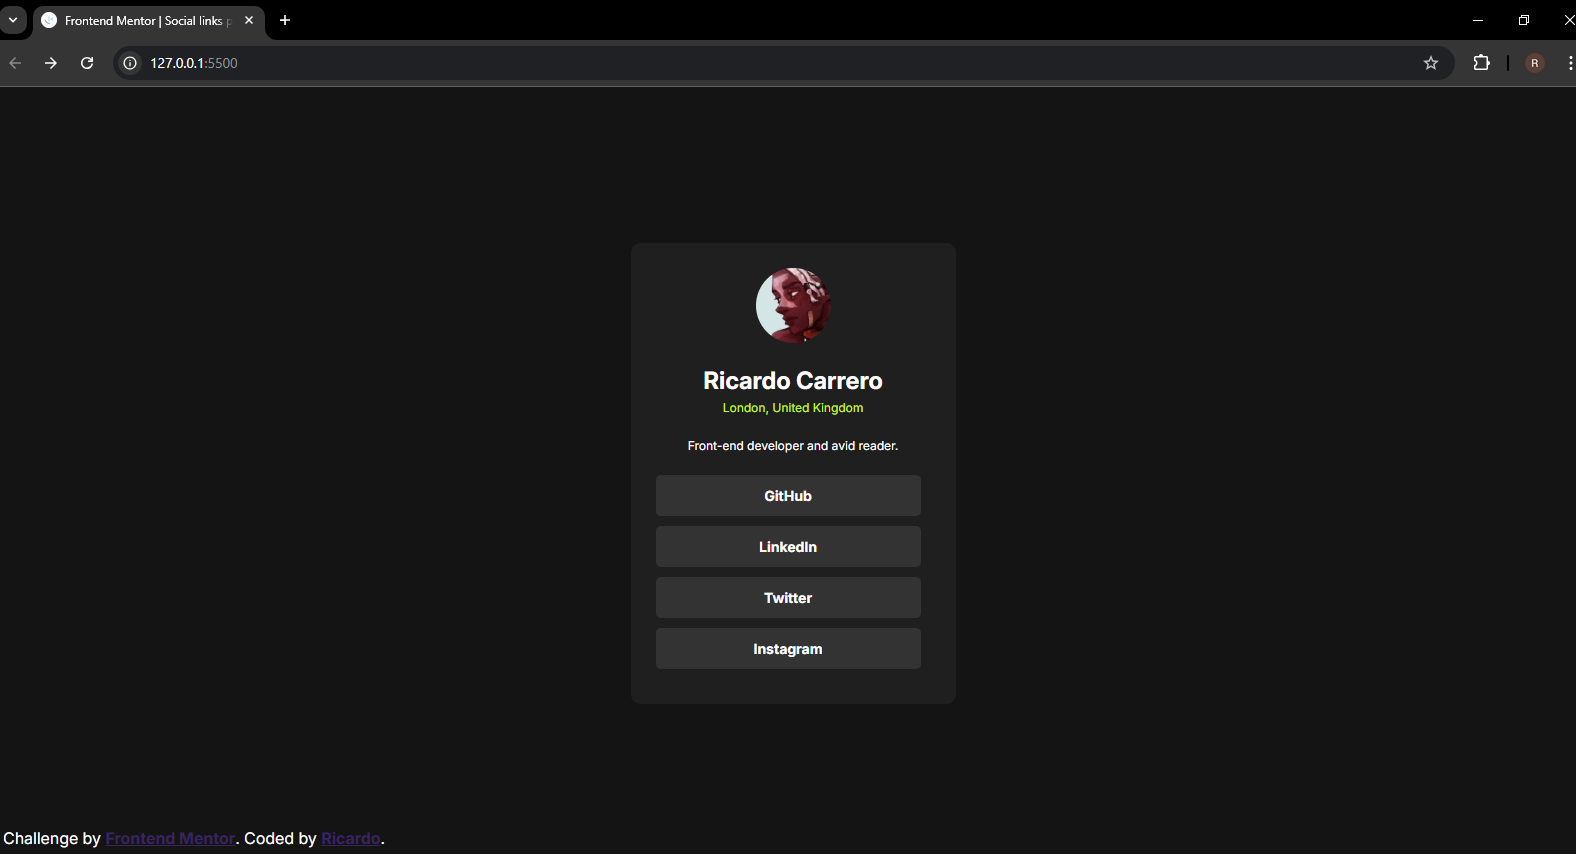 Frontend Mentor | Social links p
127.0.0.1:5500
R
Ricardo Carrero
London, United Kingdom
Front-end developer and avid reader.
GitHub
LinkedIn
Twitter
Instagram
Challenge by Frontend Mentor. Coded by Ricardo.